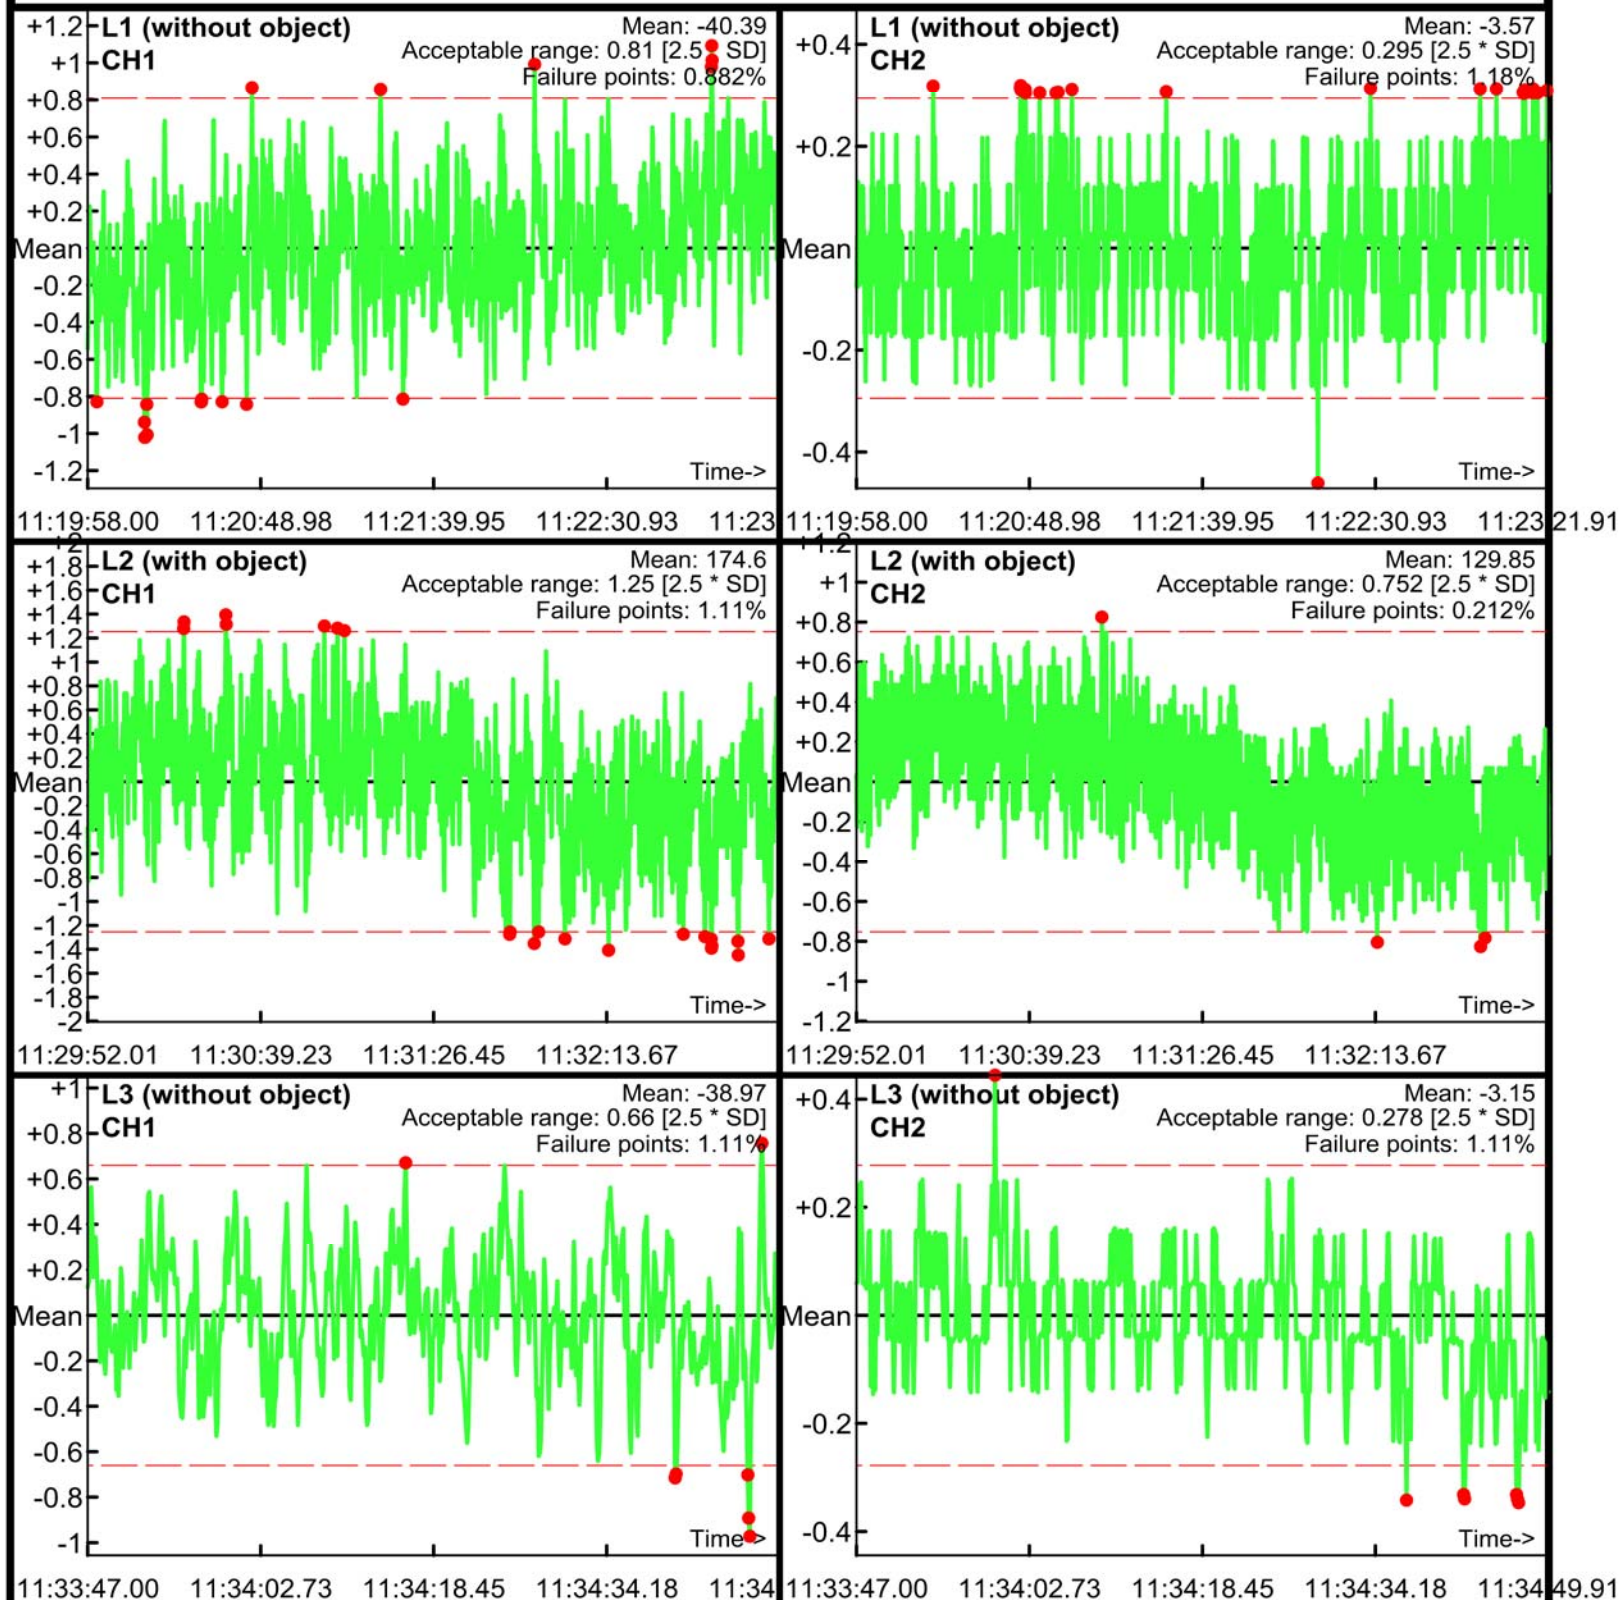 L1 (without object)
CH1
Mean: -40.39
Acceptable range: 0.81 [2.5 * SD]
Failure points: 0.882%
+1.2
+1
+0.8
+0.6
+0.4
+0.2
Mean
-0.2
-0.4
-0.6
-0.8
-1
-1.2
Time->
11:19:58.00 11:20:48.98 11:21:39.95 11:22:30.93 11:23
L1 (without object)
CH2
Mean: -3.57
Acceptable range: 0.295 [2.5 * SD]
Failure points: 1.18%
+0.4
+0.2
Mean
-0.2
-0.4
Time->
11:19:58.00 11:20:48.98 11:21:39.95 11:22:30.93 11:23:21.91
L2 (with object)
CH1
Mean: 174.6
Acceptable range: 1.25 [2.5 * SD]
Failure points: 1.11%
+1.8
+1.6
+1.4
+1.2
+1
+0.8
+0.6
+0.4
+0.2
Mean
-0.2
-0.4
-0.6
-0.8
-1
-1.2
-1.4
-1.6
-1.8
-2
Time->
11:29:52.01 11:30:39.23 11:31:26.45 11:32:13.67
L2 (with object)
CH2
Mean: 129.85
Acceptable range: 0.752 [2.5 * SD]
Failure points: 0.212%
+1.2
+1
+0.8
+0.6
+0.4
+0.2
Mean
-0.2
-0.4
-0.6
-0.8
-1
-1.2
Time->
11:29:52.01 11:30:39.23 11:31:26.45 11:32:13.67
L3 (without object)
CH1
Mean: -38.97
Acceptable range: 0.66 [2.5 * SD]
Failure points: 1.11%
+1
+0.8
+0.6
+0.4
+0.2
Mean
-0.2
-0.4
-0.6
-0.8
-1
Time->
11:33:47.00 11:34:02.73 11:34:18.45 11:34:34.18 11:34
L3 (without object)
CH2
Mean: -3.15
Acceptable range: 0.278 [2.5 * SD]
Failure points: 1.11%
+0.4
+0.2
Mean
-0.2
-0.4
Time->
11:33:47.00 11:34:02.73 11:34:18.45 11:34:34.18 11:34:49.91